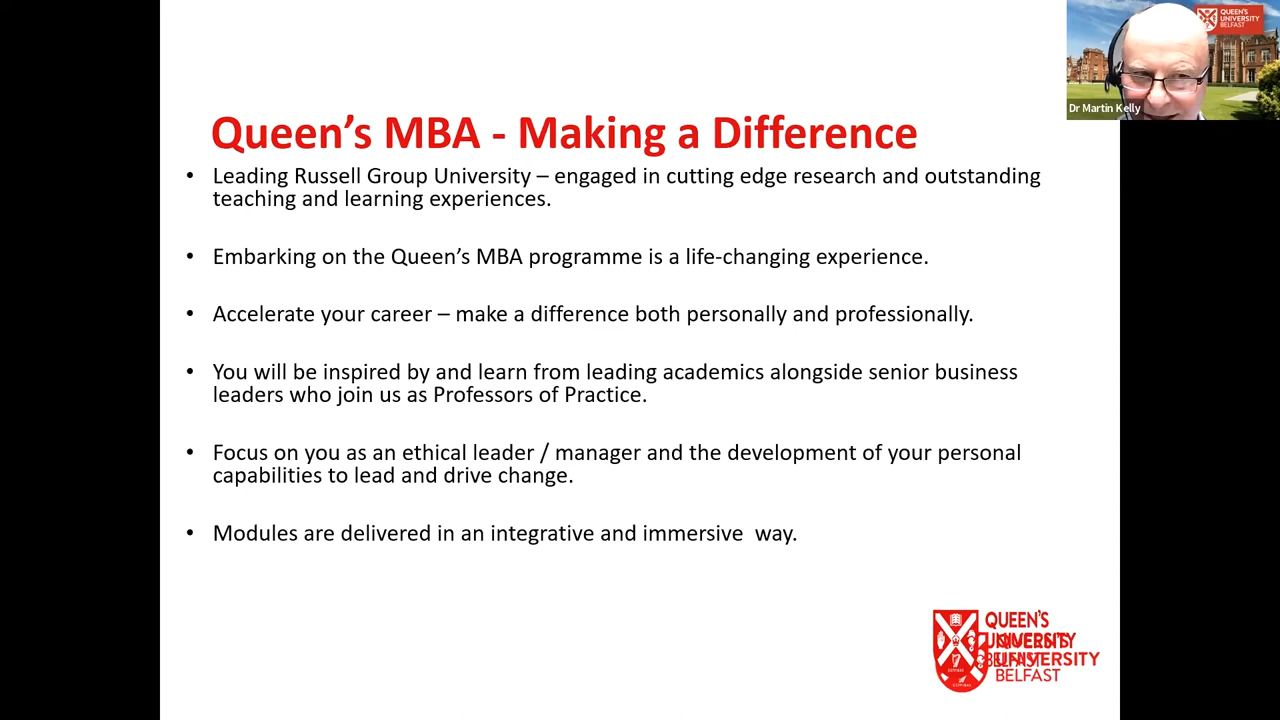 QUEEN'S
UNIVERSITY
BELFAST
Dr Martin Kelly
Queen's MBA - Making a Difference
• Leading Russell Group University – engaged in cutting edge research and outstanding
teaching and learning experiences.
• Embarking on the Queen's MBA programme is a life-changing experience.
• Accelerate your career – make a difference both personally and professionally.
• You will be inspired by and learn from leading academics alongside senior business
leaders who join us as Professors of Practice.
• Focus on you as an ethical leader / manager and the development of your personal
capabilities to lead and drive change.
• Modules are delivered in an integrative and immersive  way.
QUEEN'S
UNIVERSITY
BELFAST
QUEEN'S
UNIVERSITY
BELFAST